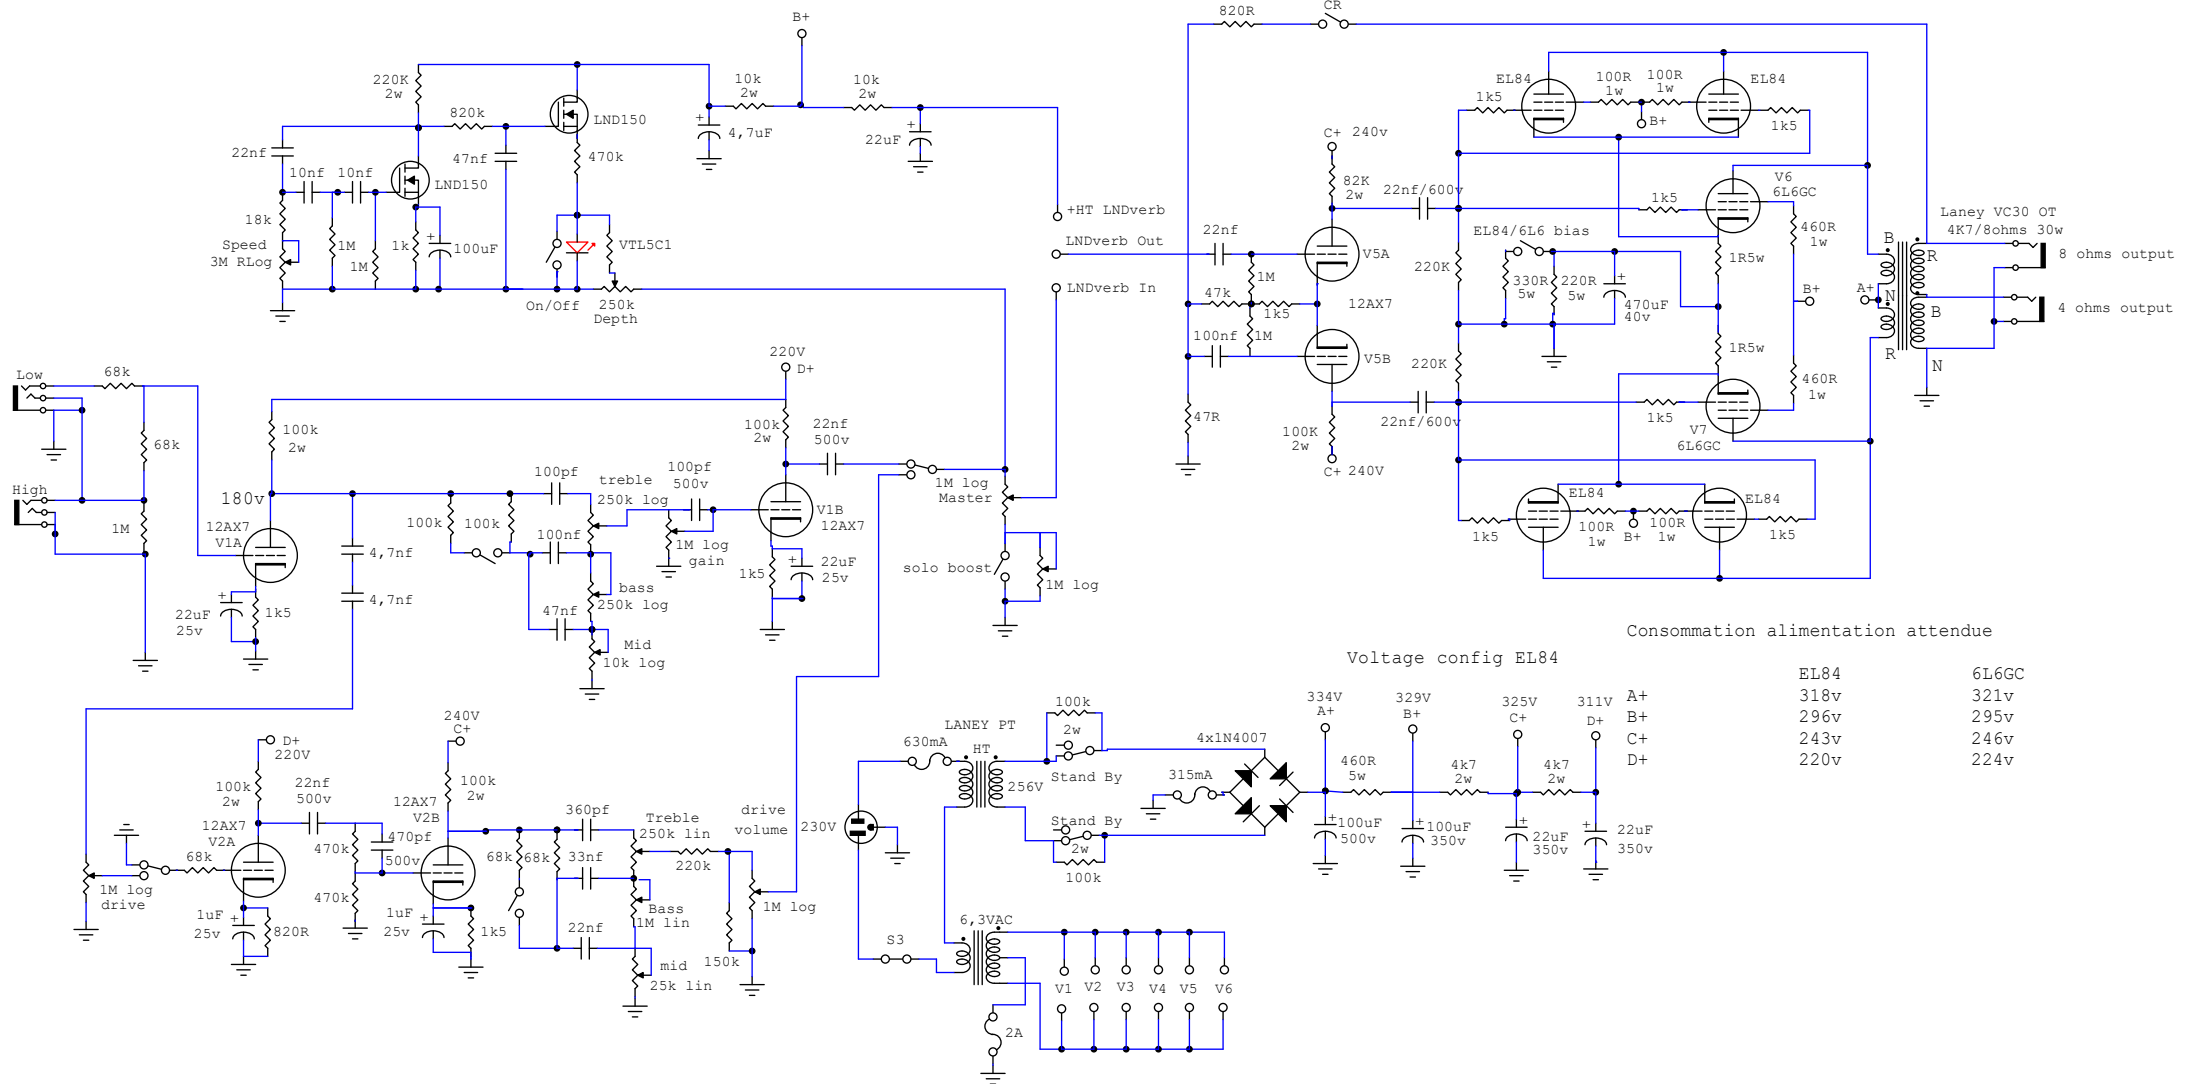 B+
220K
2w
820k
LND150
10k
2w
10k
2w
4,7uF
22uF
22nf
10nf
10nf
47nf
LND150
470k
18k
Speed
3M RLog
1M
1M
1k
+
100uF
VTL5C1
On/Off
250k
Depth
+HT LNDverb
LNDverb Out
LNDverb In
820R
CR
C+ 240v
82K
2w
22nf/600v
22nf
V5A
1M
47k
1k5
12AX7
1M
100nf
V5B
47R
100K
2w
C+ 240V
22nf/600v
220K
220K
EL84
100R
1w
100R
1w
EL84
1k5
B+
1k5
V6
6L6GC
1k5
EL84/6L6 bias
330R
5w
220R
5w
+
470uF
40v
1R5w
1R5w
460R
1w
B+
460R
1w
1k5
V7
6L6GC
EL84
EL84
100R
1w
B+
100R
1w
1k5
1k5
Laney VC30 OT
4K7/8ohms 30w
B
R
A+
N
B
R
N
8 ohms output
4 ohms output
Low
68k
68k
High
1M
100k
2w
180v
12AX7
V1A
22uF
25v
+
1k5
4,7nf
4,7nf
100k
100k
100pf
treble
250k log
100nf
bass
250k log
47nf
Mid
10k log
100pf
500v
1M log
gain
220V
D+
100k
2w
22nf
500v
V1B
12AX7
1k5
+
22uF
25v
1M log
Master
solo boost
1M log
D+
220V
100k
2w
22nf
500v
12AX7
V2A
1M log
drive
68k
1uF
25v
+
820R
470k
470k
470pf
500v
240V
C+
100k
2w
12AX7
V2B
1uF
25v
+
1k5
68k
68k
360pf
33nf
22nf
Treble
250k lin
220k
Bass
1M lin
mid
25k lin
150k
drive
volume
1M log
LANEY PT
HT
630mA
256V
230V
100k
2w
Stand By
Stand By
2w
100k
4x1N4007
315mA
S3
6,3VAC
2A
V1
V2
V3
V4
V5
V6
Voltage config EL84
334V
A+
329V
B+
325V
C+
311V
D+
460R
5w
4k7
2w
4k7
2w
+
100uF
500v
+
100uF
350v
+
22uF
350v
+
22uF
350v
Consommation alimentation attendue
EL84 6L6GC
A+ 318v 321v
B+ 296v 295v
C+ 243v 246v
D+ 220v 224v